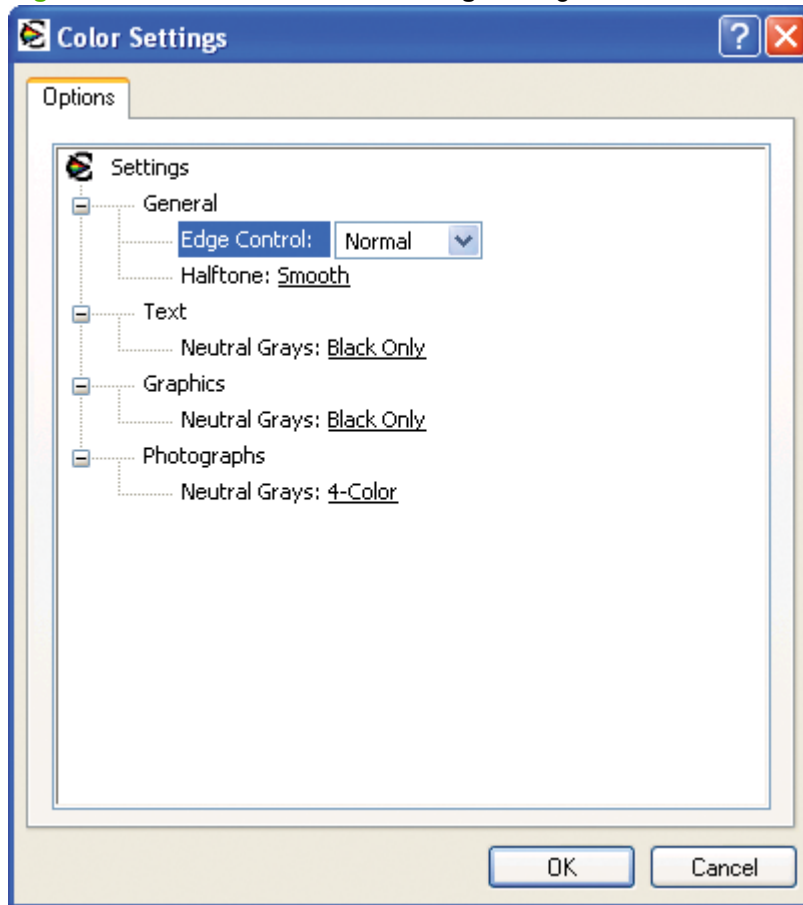 Color Settings
Options
Settings
General
Edge Control: Normal
Halftone: Smooth
Text
Neutral Grays: Black Only
Graphics
Neutral Grays: Black Only
Photographs
Neutral Grays: 4-Color
OK Cancel